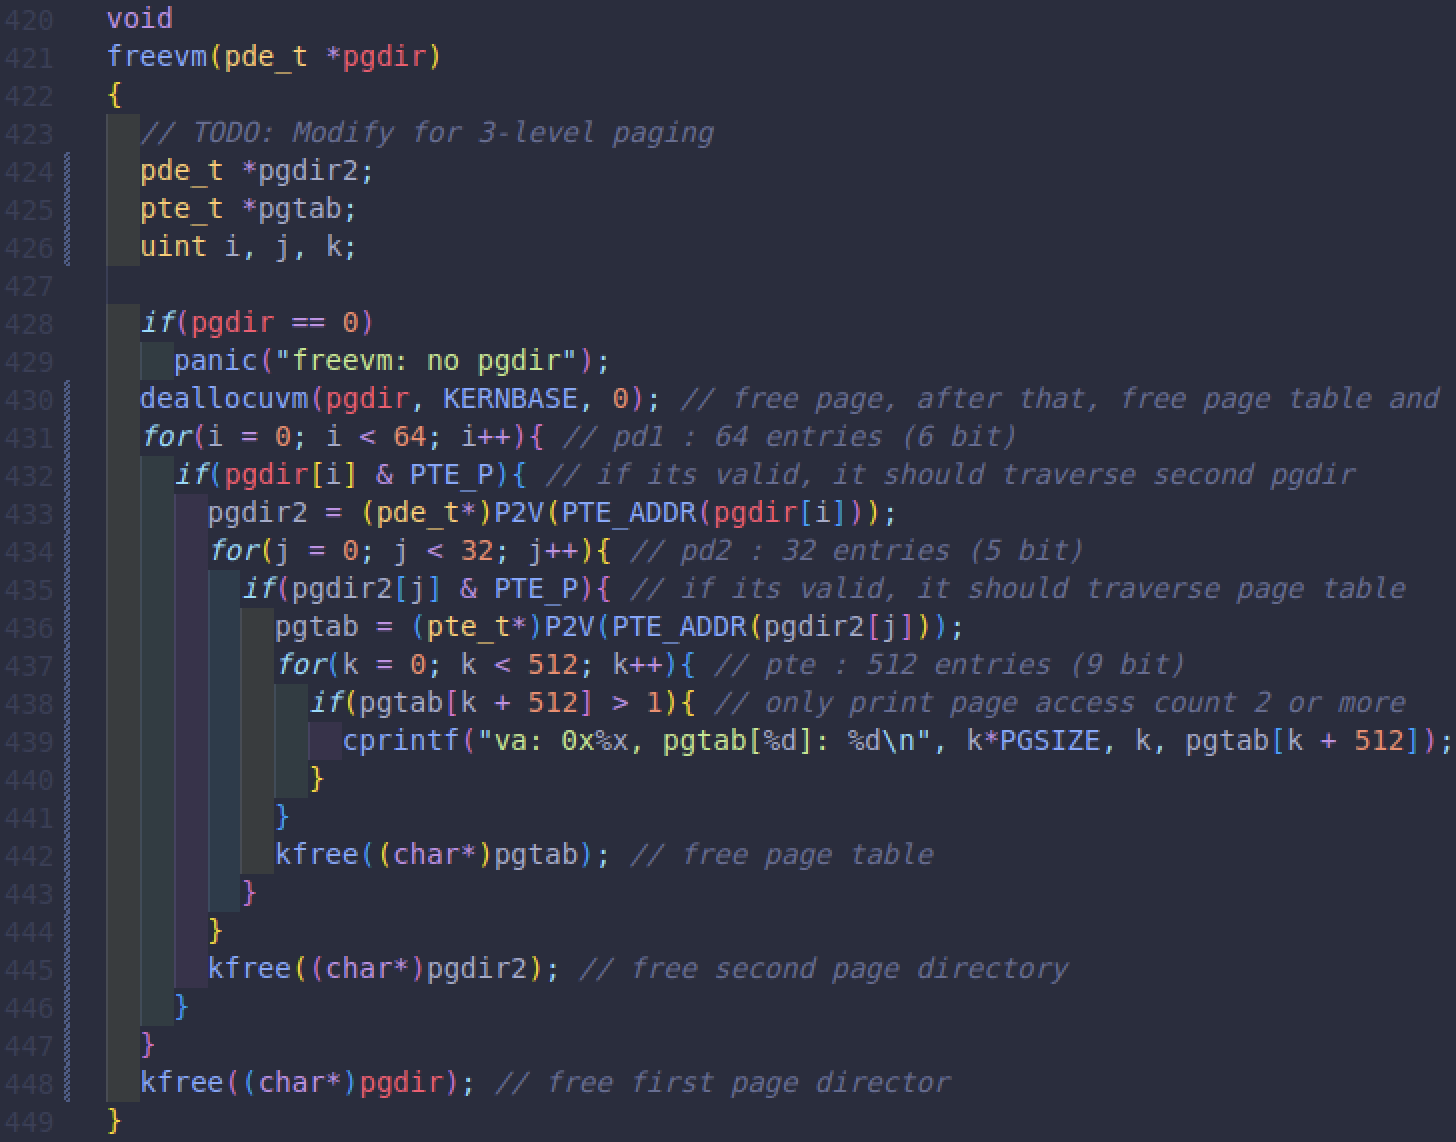 420 void
421 freevm(pde_t *pgdir)
422 {
423   // TODO: Modify for 3-level paging
424   pde_t *pgdir2;
425   pte_t *pgtab;
426   uint i, j, k;
427
428   if(pgdir == 0)
429     panic("freevm: no pgdir");
430   deallocuvm(pgdir, KERNBASE, 0); // free page, after that, free page table and
431   for(i = 0; i < 64; i++){ // pd1 : 64 entries (6 bit)
432     if(pgdir[i] & PTE_P){ // if its valid, it should traverse second pgdir
433       pgdir2 = (pde_t*)P2V(PTE_ADDR(pgdir[i]));
434       for(j = 0; j < 32; j++){ // pd2 : 32 entries (5 bit)
435         if(pgdir2[j] & PTE_P){ // if its valid, it should traverse page table
436           pgtab = (pte_t*)P2V(PTE_ADDR(pgdir2[j]));
437           for(k = 0; k < 512; k++){ // pte : 512 entries (9 bit)
438             if(pgtab[k + 512] > 1){ // only print page access count 2 or more
439               cprintf("va: 0x%x, pgtab[%d]: %d\n", k*PGSIZE, k, pgtab[k + 512]);
440             }
441           }
442           kfree((char*)pgtab); // free page table
443         }
444       }
445       kfree((char*)pgdir2); // free second page directory
446     }
447   }
448   kfree((char*)pgdir); // free first page director
449 }